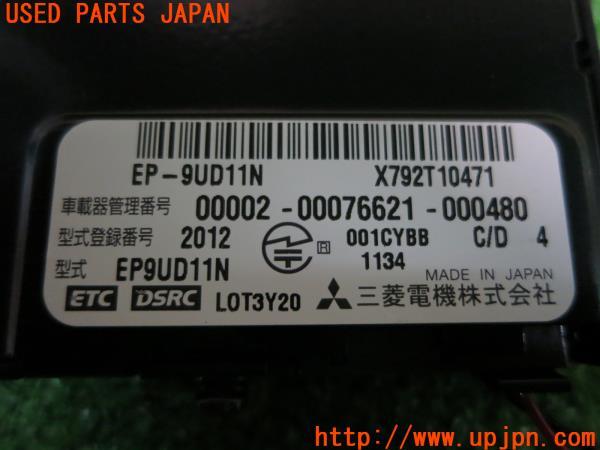 USED PARTS JAPAN
EP-9UD11N X792T10471
車載器管理番号 00002-00076621-000480
型式登録番号 2012 R 001CYBB C/D 4
型式 EP9UD11N 1134
MADE IN JAPAN
ETC DSRC LOT3Y20 三菱電機株式会社
http://www.upjpn.com